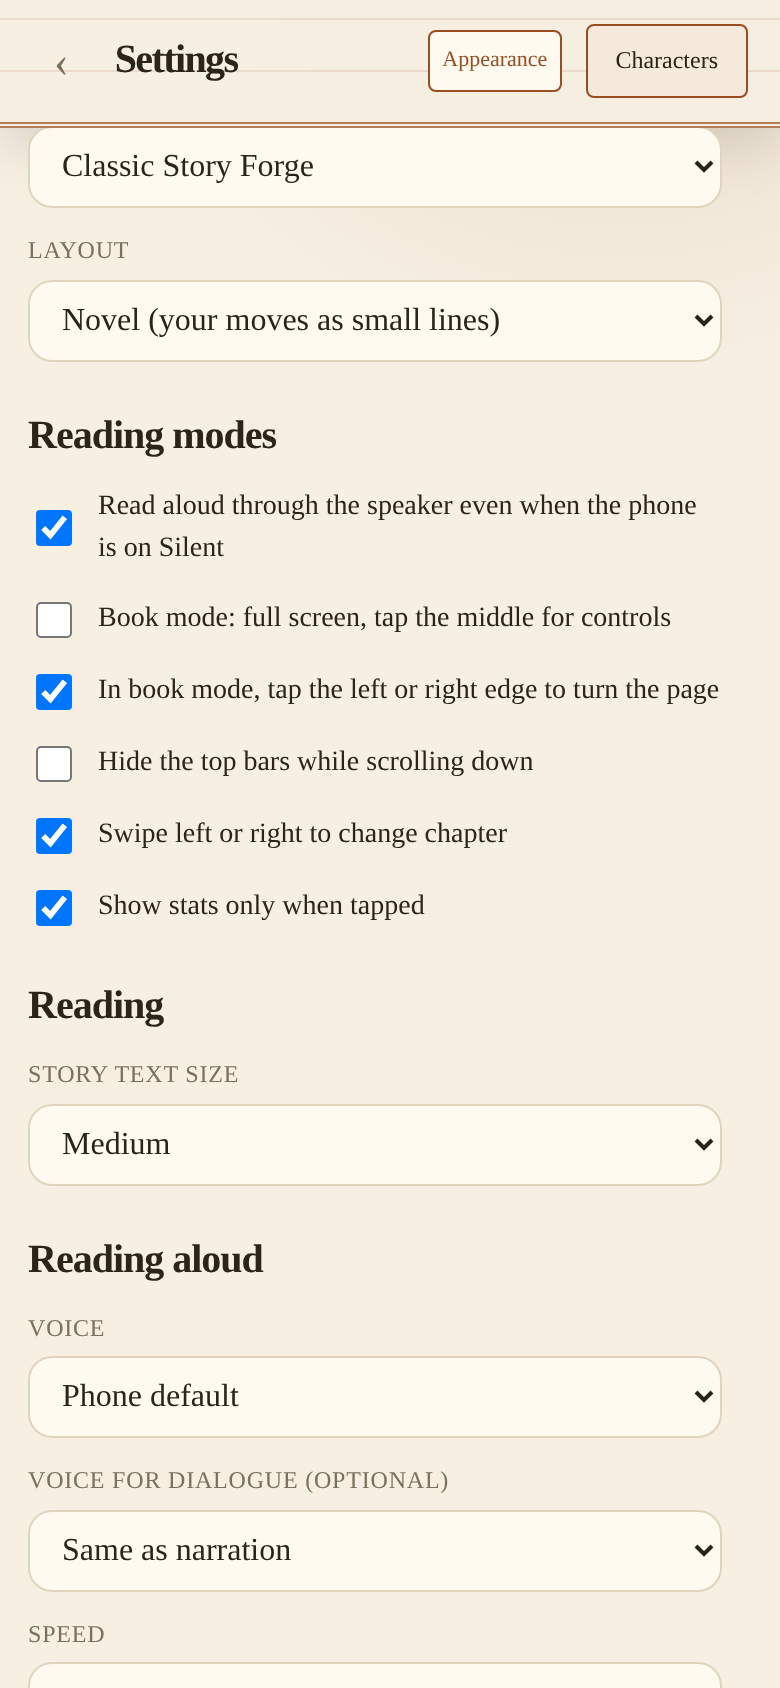 ‹ Settings Appearance Characters
Classic Story Forge
LAYOUT
Novel (your moves as small lines)
Reading modes
Read aloud through the speaker even when the phone
is on Silent
Book mode: full screen, tap the middle for controls
In book mode, tap the left or right edge to turn the page
Hide the top bars while scrolling down
Swipe left or right to change chapter
Show stats only when tapped
Reading
STORY TEXT SIZE
Medium
Reading aloud
VOICE
Phone default
VOICE FOR DIALOGUE (OPTIONAL)
Same as narration
SPEED